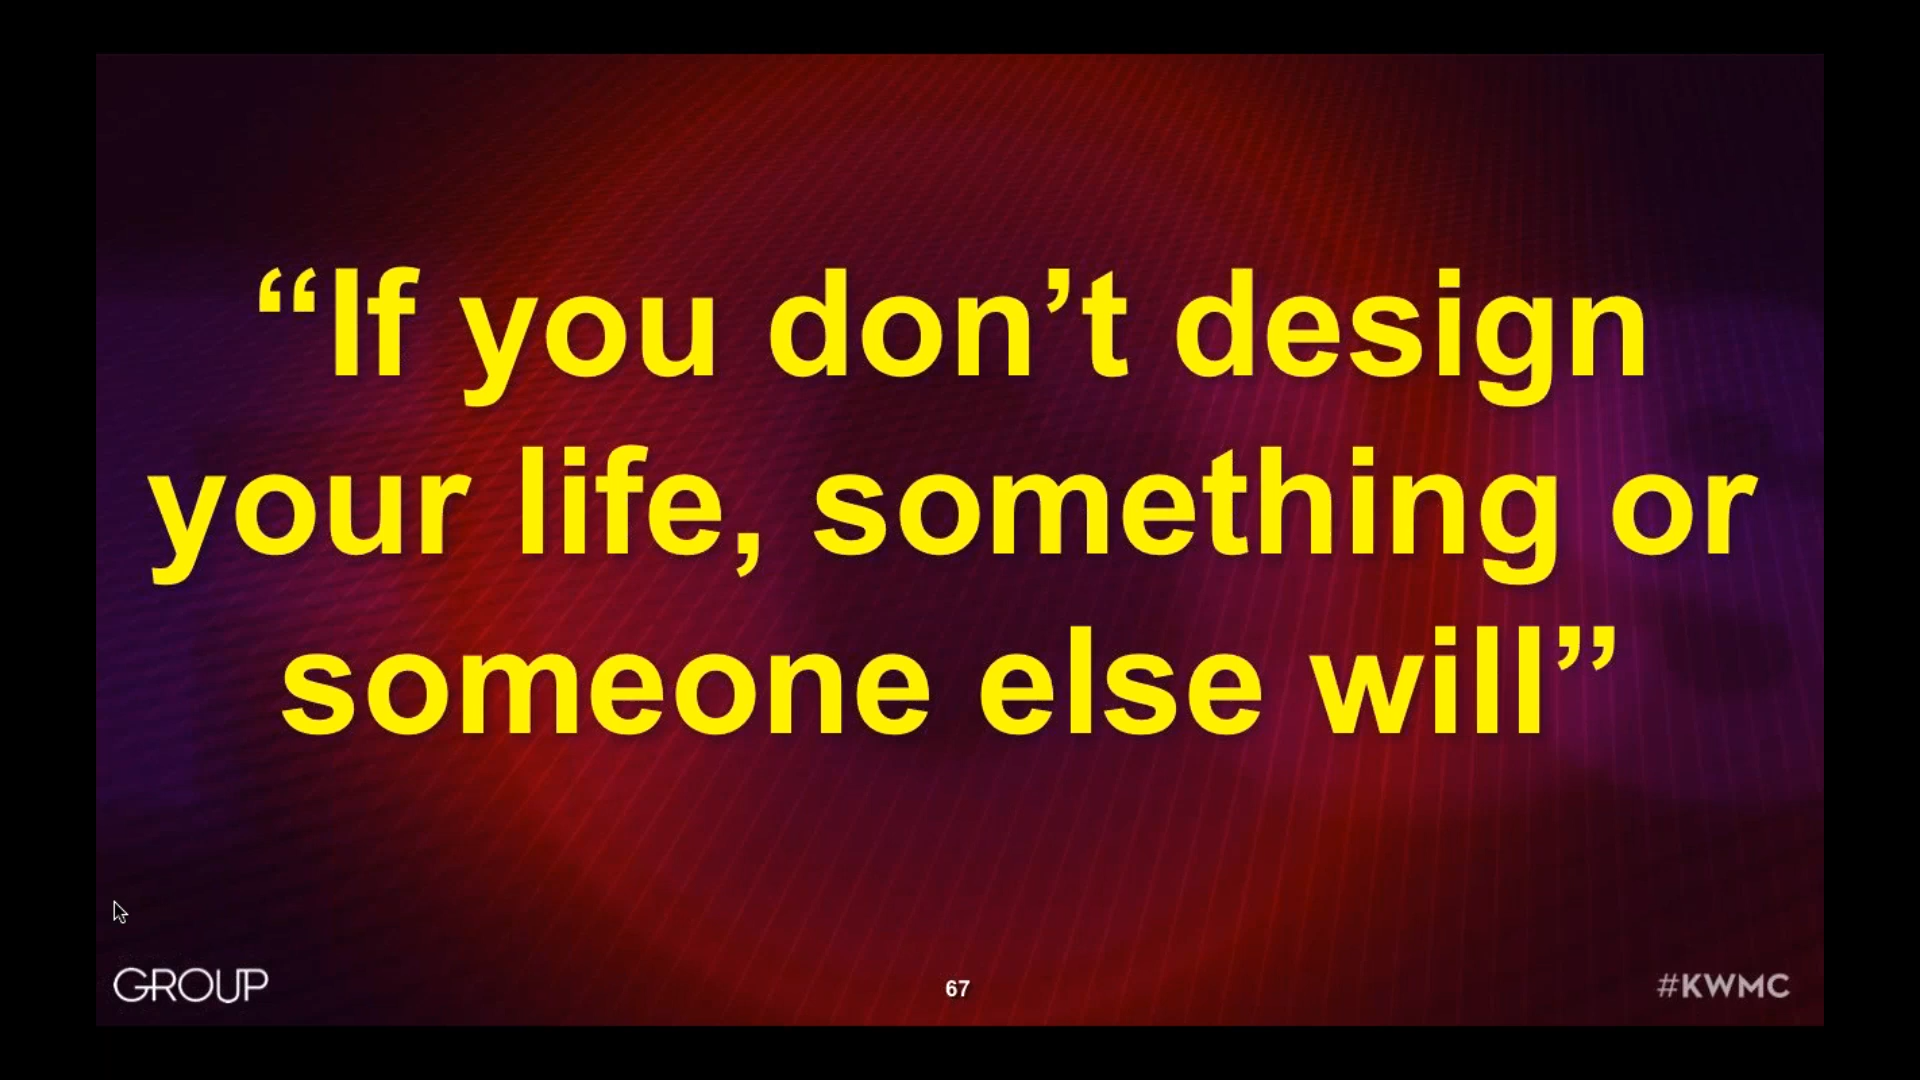 “If you don’t design
your life, something or
someone else will”
GROUP
67
#KWMC